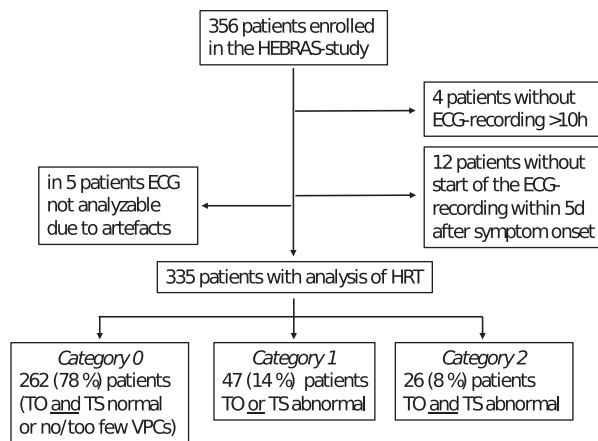 356 patients enrolled
in the HEBRAS-study
4 patients without
ECG-recording >10h
in 5 patients ECG
not analyzable
due to artefacts
12 patients without
start of the ECG-
recording within 5d
after symptom onset
335 patients with analysis of HRT
Category 0
262 (78 %) patients
(TO and TS normal
or no/too few VPCs)
Category 1
47 (14 %) patients
TO or TS abnormal
Category 2
26 (8 %) patients
TO and TS abnormal